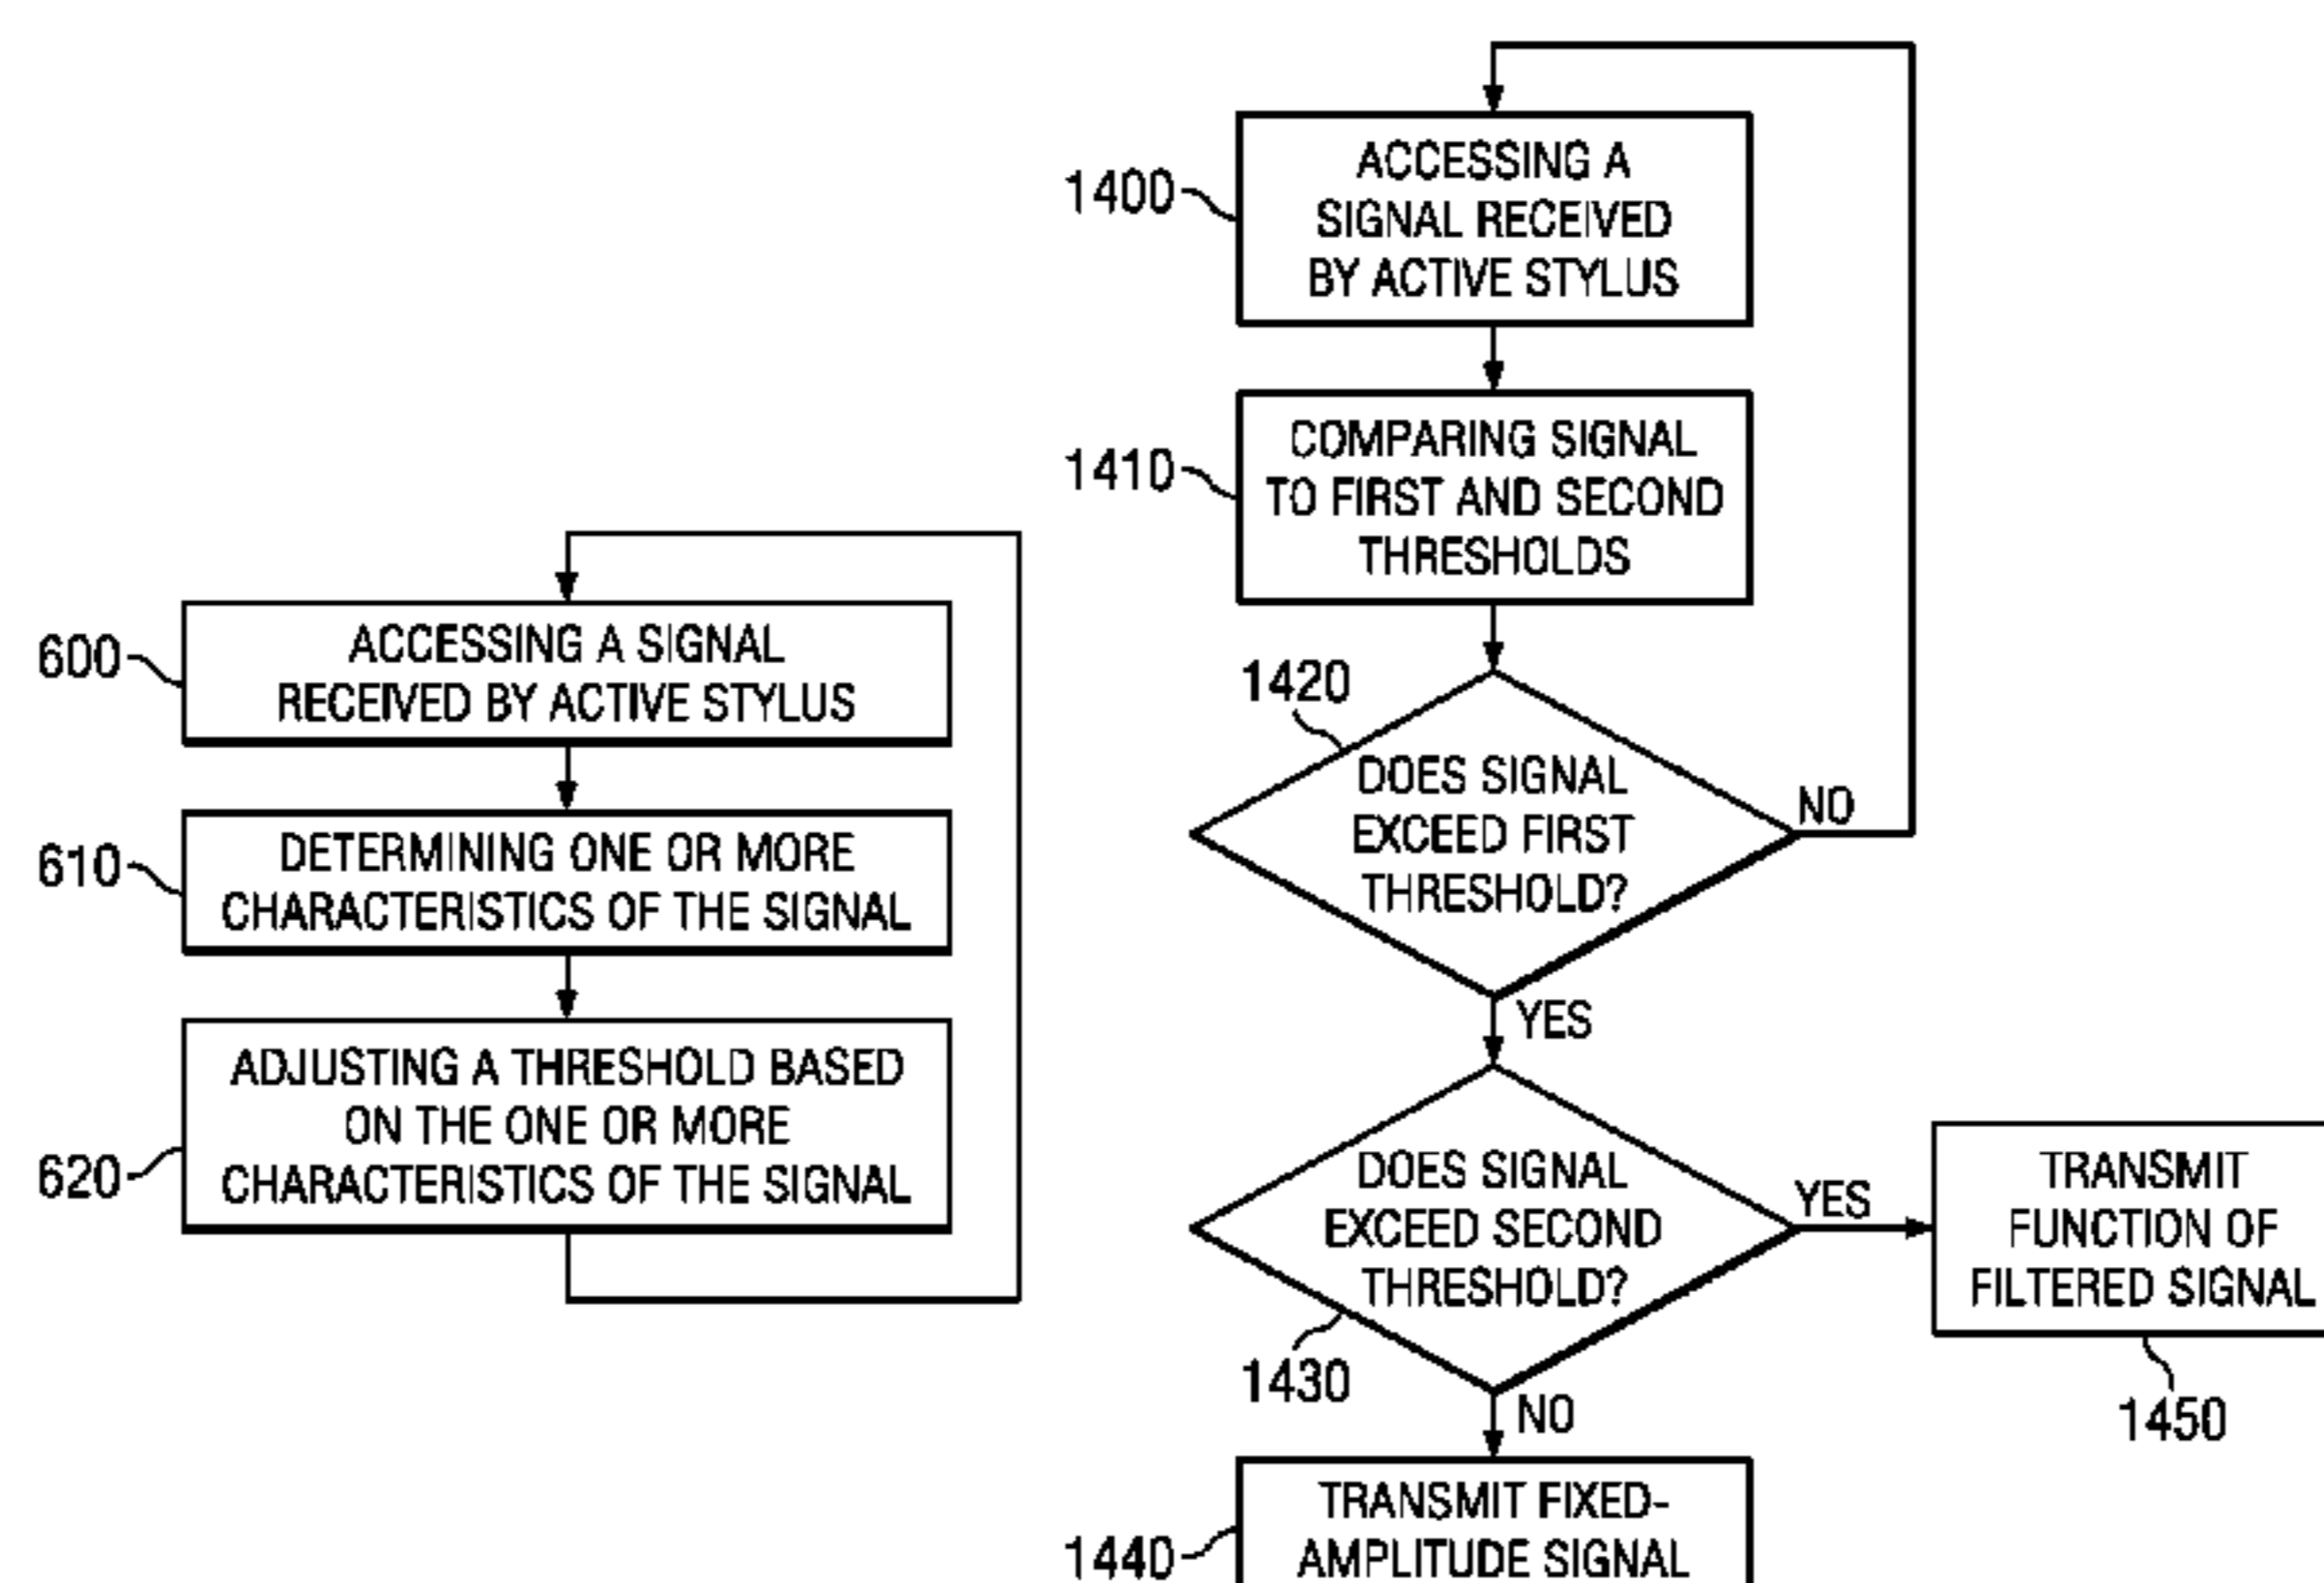 600
ACCESSING A SIGNAL
RECEIVED BY ACTIVE STYLUS
610
DETERMINING ONE OR MORE
CHARACTERISTICS OF THE SIGNAL
620
ADJUSTING A THRESHOLD BASED
ON THE ONE OR MORE
CHARACTERISTICS OF THE SIGNAL
1400
ACCESSING A
SIGNAL RECEIVED
BY ACTIVE STYLUS
1410
COMPARING SIGNAL
TO FIRST AND SECOND
THRESHOLDS
1420
DOES SIGNAL
EXCEED FIRST
THRESHOLD?
NO
YES
DOES SIGNAL
EXCEED SECOND
THRESHOLD?
1430
YES
TRANSMIT
FUNCTION OF
FILTERED SIGNAL
1450
NO
1440
TRANSMIT FIXED-
AMPLITUDE SIGNAL